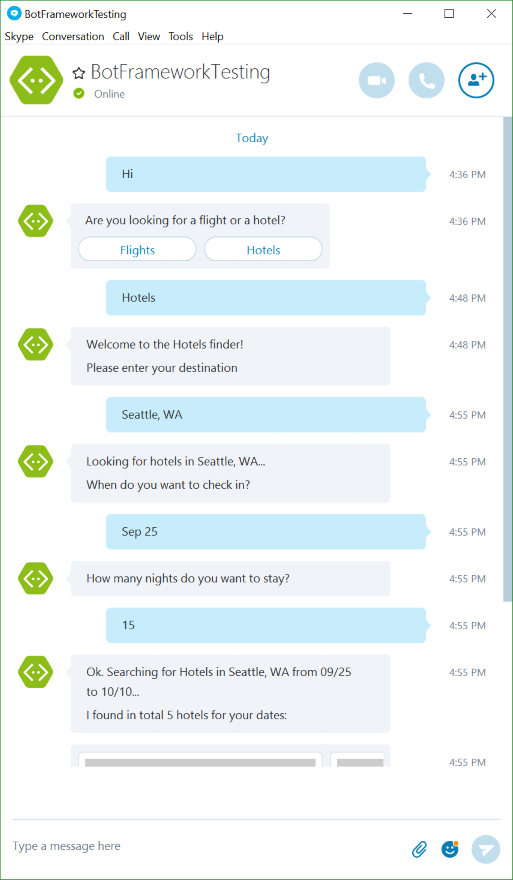 BotFrameworkTesting
Skype Conversation Call View Tools Help
BotFrameworkTesting
Online
Today
Hi 4:36 PM
Are you looking for a flight or a hotel? 4:36 PM
Flights Hotels
Hotels 4:48 PM
Welcome to the Hotels finder! 4:48 PM
Please enter your destination
Seattle, WA 4:55 PM
Looking for hotels in Seattle, WA... 4:55 PM
When do you want to check in?
Sep 25 4:55 PM
How many nights do you want to stay? 4:55 PM
15 4:55 PM
Ok. Searching for Hotels in Seattle, WA from 09/25 4:55 PM
to 10/10...
I found in total 5 hotels for your dates:
4:55 PM
Type a message here